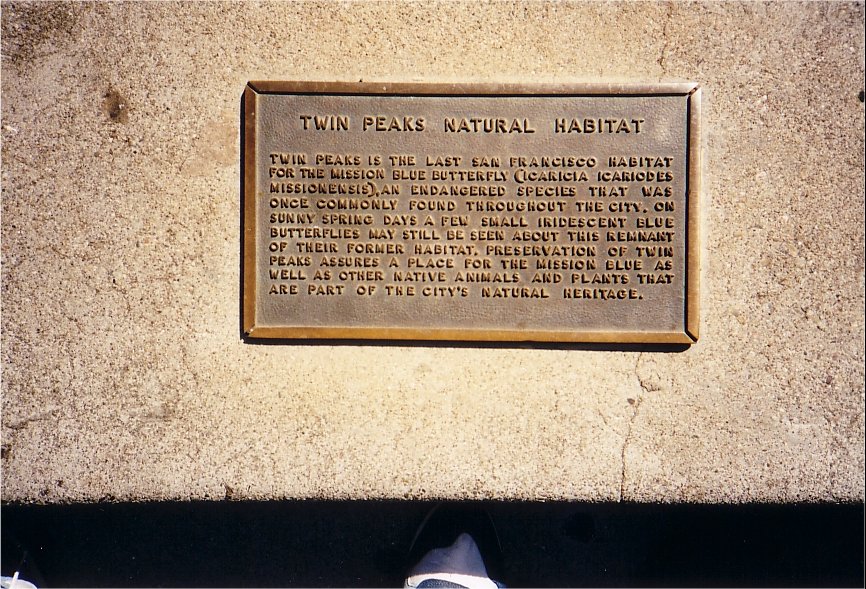 TWIN PEAKS NATURAL HABITAT
TWIN PEAKS IS THE LAST SAN FRANCISCO HABITAT
FOR THE MISSION BLUE BUTTERFLY (ICARICIA ICARIODES
MISSIONENSIS), AN ENDANGERED SPECIES THAT WAS
ONCE COMMONLY FOUND THROUGHOUT THE CITY. ON
SUNNY SPRING DAYS A FEW SMALL IRIDESCENT BLUE
BUTTERFLIES MAY STILL BE SEEN ABOUT THIS REMNANT
OF THEIR FORMER HABITAT. PRESERVATION OF TWIN
PEAKS ASSURES A PLACE FOR THE MISSION BLUE AS
WELL AS OTHER NATIVE ANIMALS AND PLANTS THAT
ARE PART OF THE CITY'S NATURAL HERITAGE.